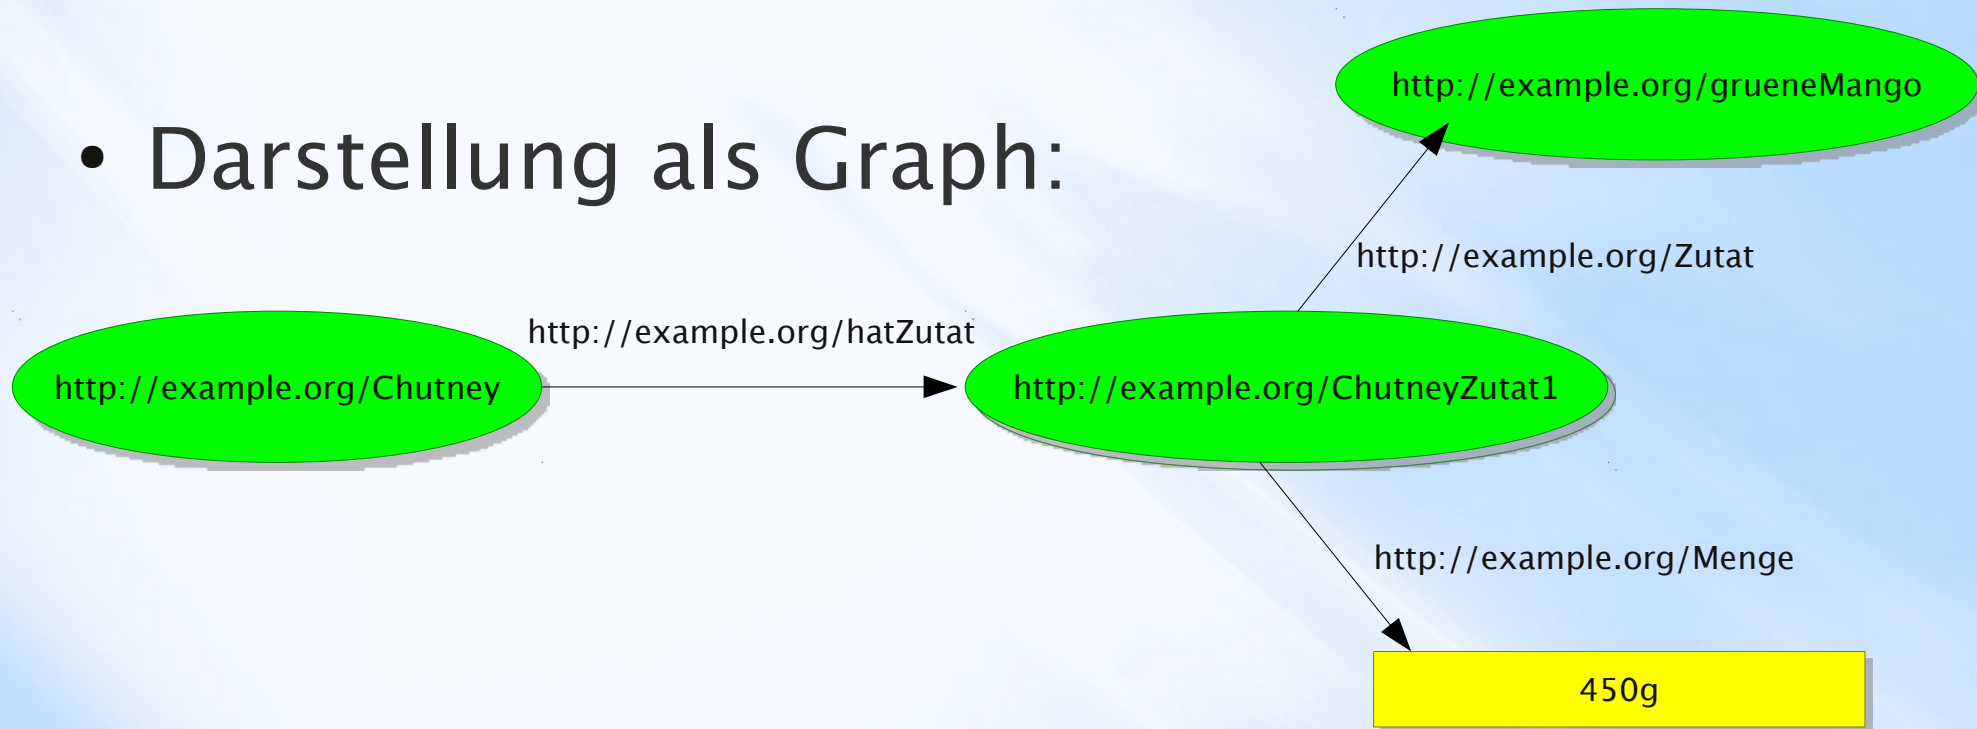 http://example.org/grueneMango
• Darstellung als Graph:
http://example.org/Zutat
http://example.org/hatZutat
http://example.org/Chutney
http://example.org/ChutneyZutat1
http://example.org/Menge
450g